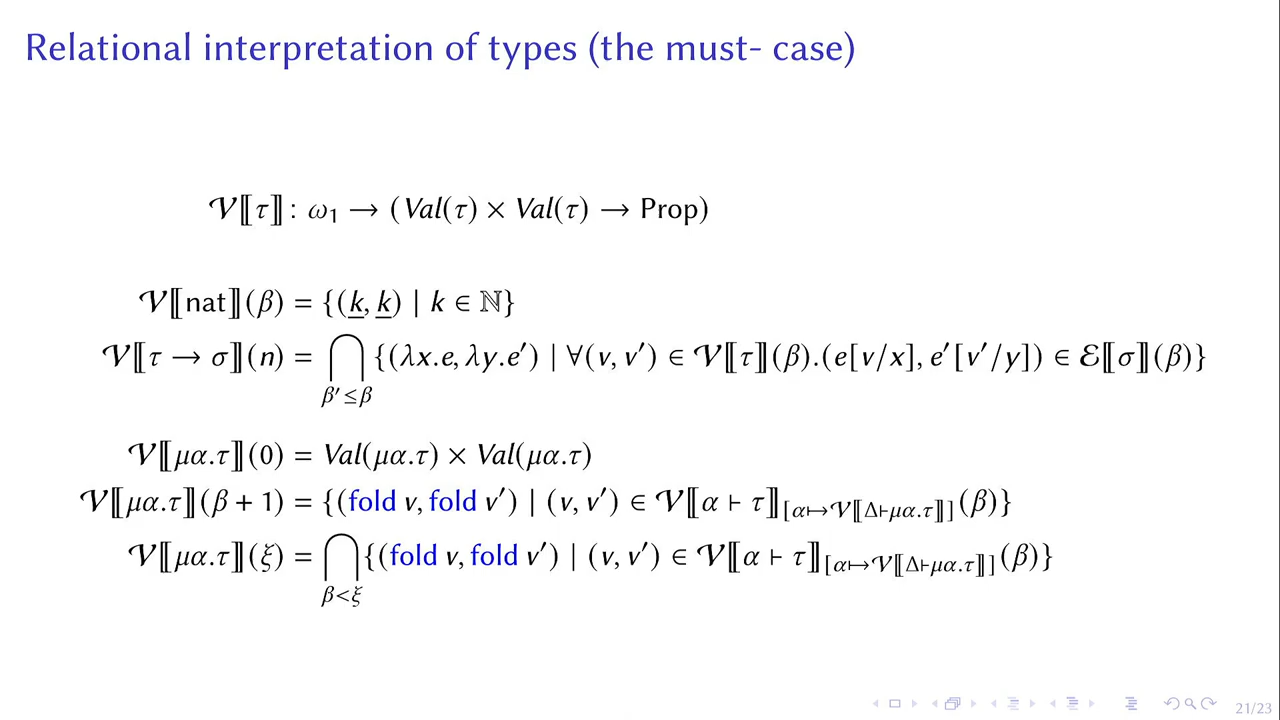 Relational interpretation of types (the must- case)
𝒱⟦τ⟧ : ω₁ → (Val(τ) × Val(τ) → Prop)
𝒱⟦nat⟧(β) = {(k̲, k̲) | k ∈ ℕ}
𝒱⟦τ → σ⟧(n) = ⋂_{β′≤β} {(λx.e, λy.e′) | ∀(v, v′) ∈ 𝒱⟦τ⟧(β).(e[v/x], e′[v′/y]) ∈ ℰ⟦σ⟧(β)}
𝒱⟦μα.τ⟧(0) = Val(μα.τ) × Val(μα.τ)
𝒱⟦μα.τ⟧(β + 1) = {(fold v, fold v′) | (v, v′) ∈ 𝒱⟦α ⊢ τ⟧_{[α↦𝒱⟦Δ⊢μα.τ⟧]}(β)}
𝒱⟦μα.τ⟧(ξ) = ⋂_{β<ξ} {(fold v, fold v′) | (v, v′) ∈ 𝒱⟦α ⊢ τ⟧_{[α↦𝒱⟦Δ⊢μα.τ⟧]}(β)}
21/23